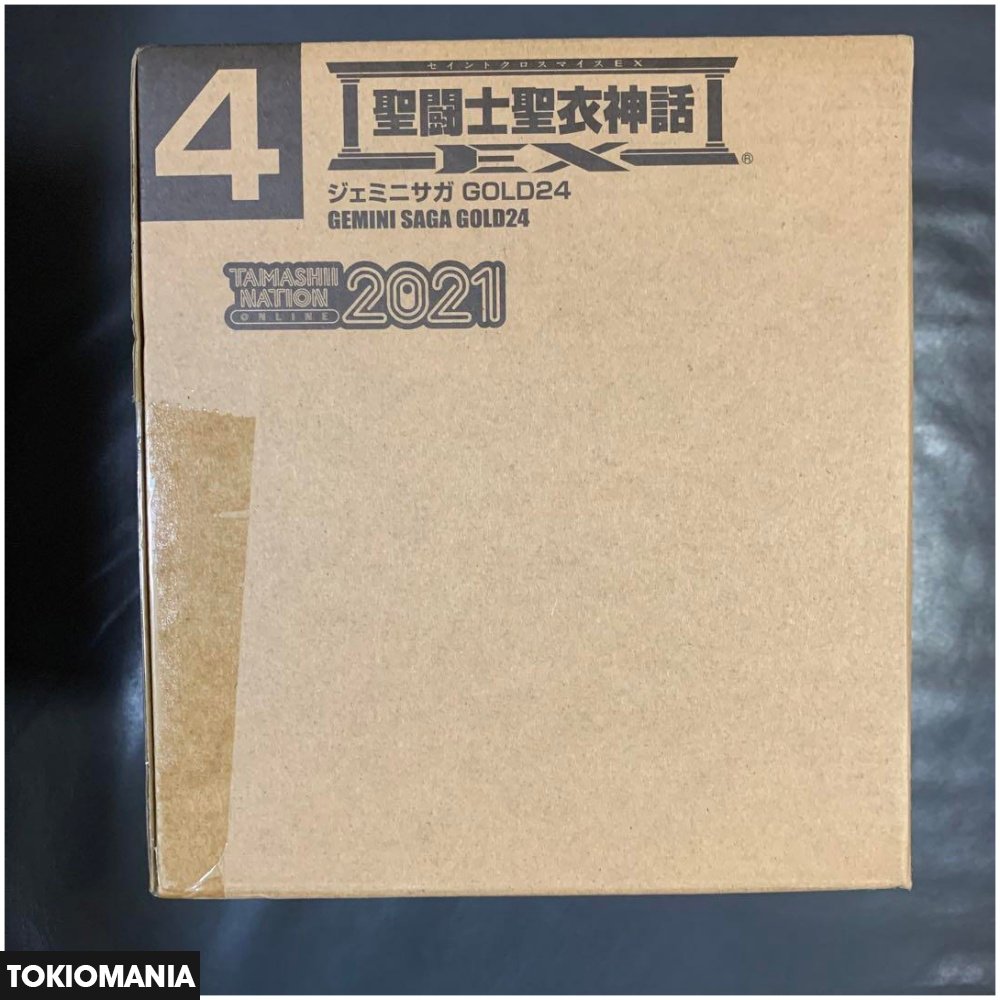 4
セイントクロスマイスEX
聖闘士聖衣神話
EX®
ジェミニサガ GOLD24
GEMINI SAGA GOLD24
TAMASHII
NATION
ONLINE
2021
TOKIOMANIA